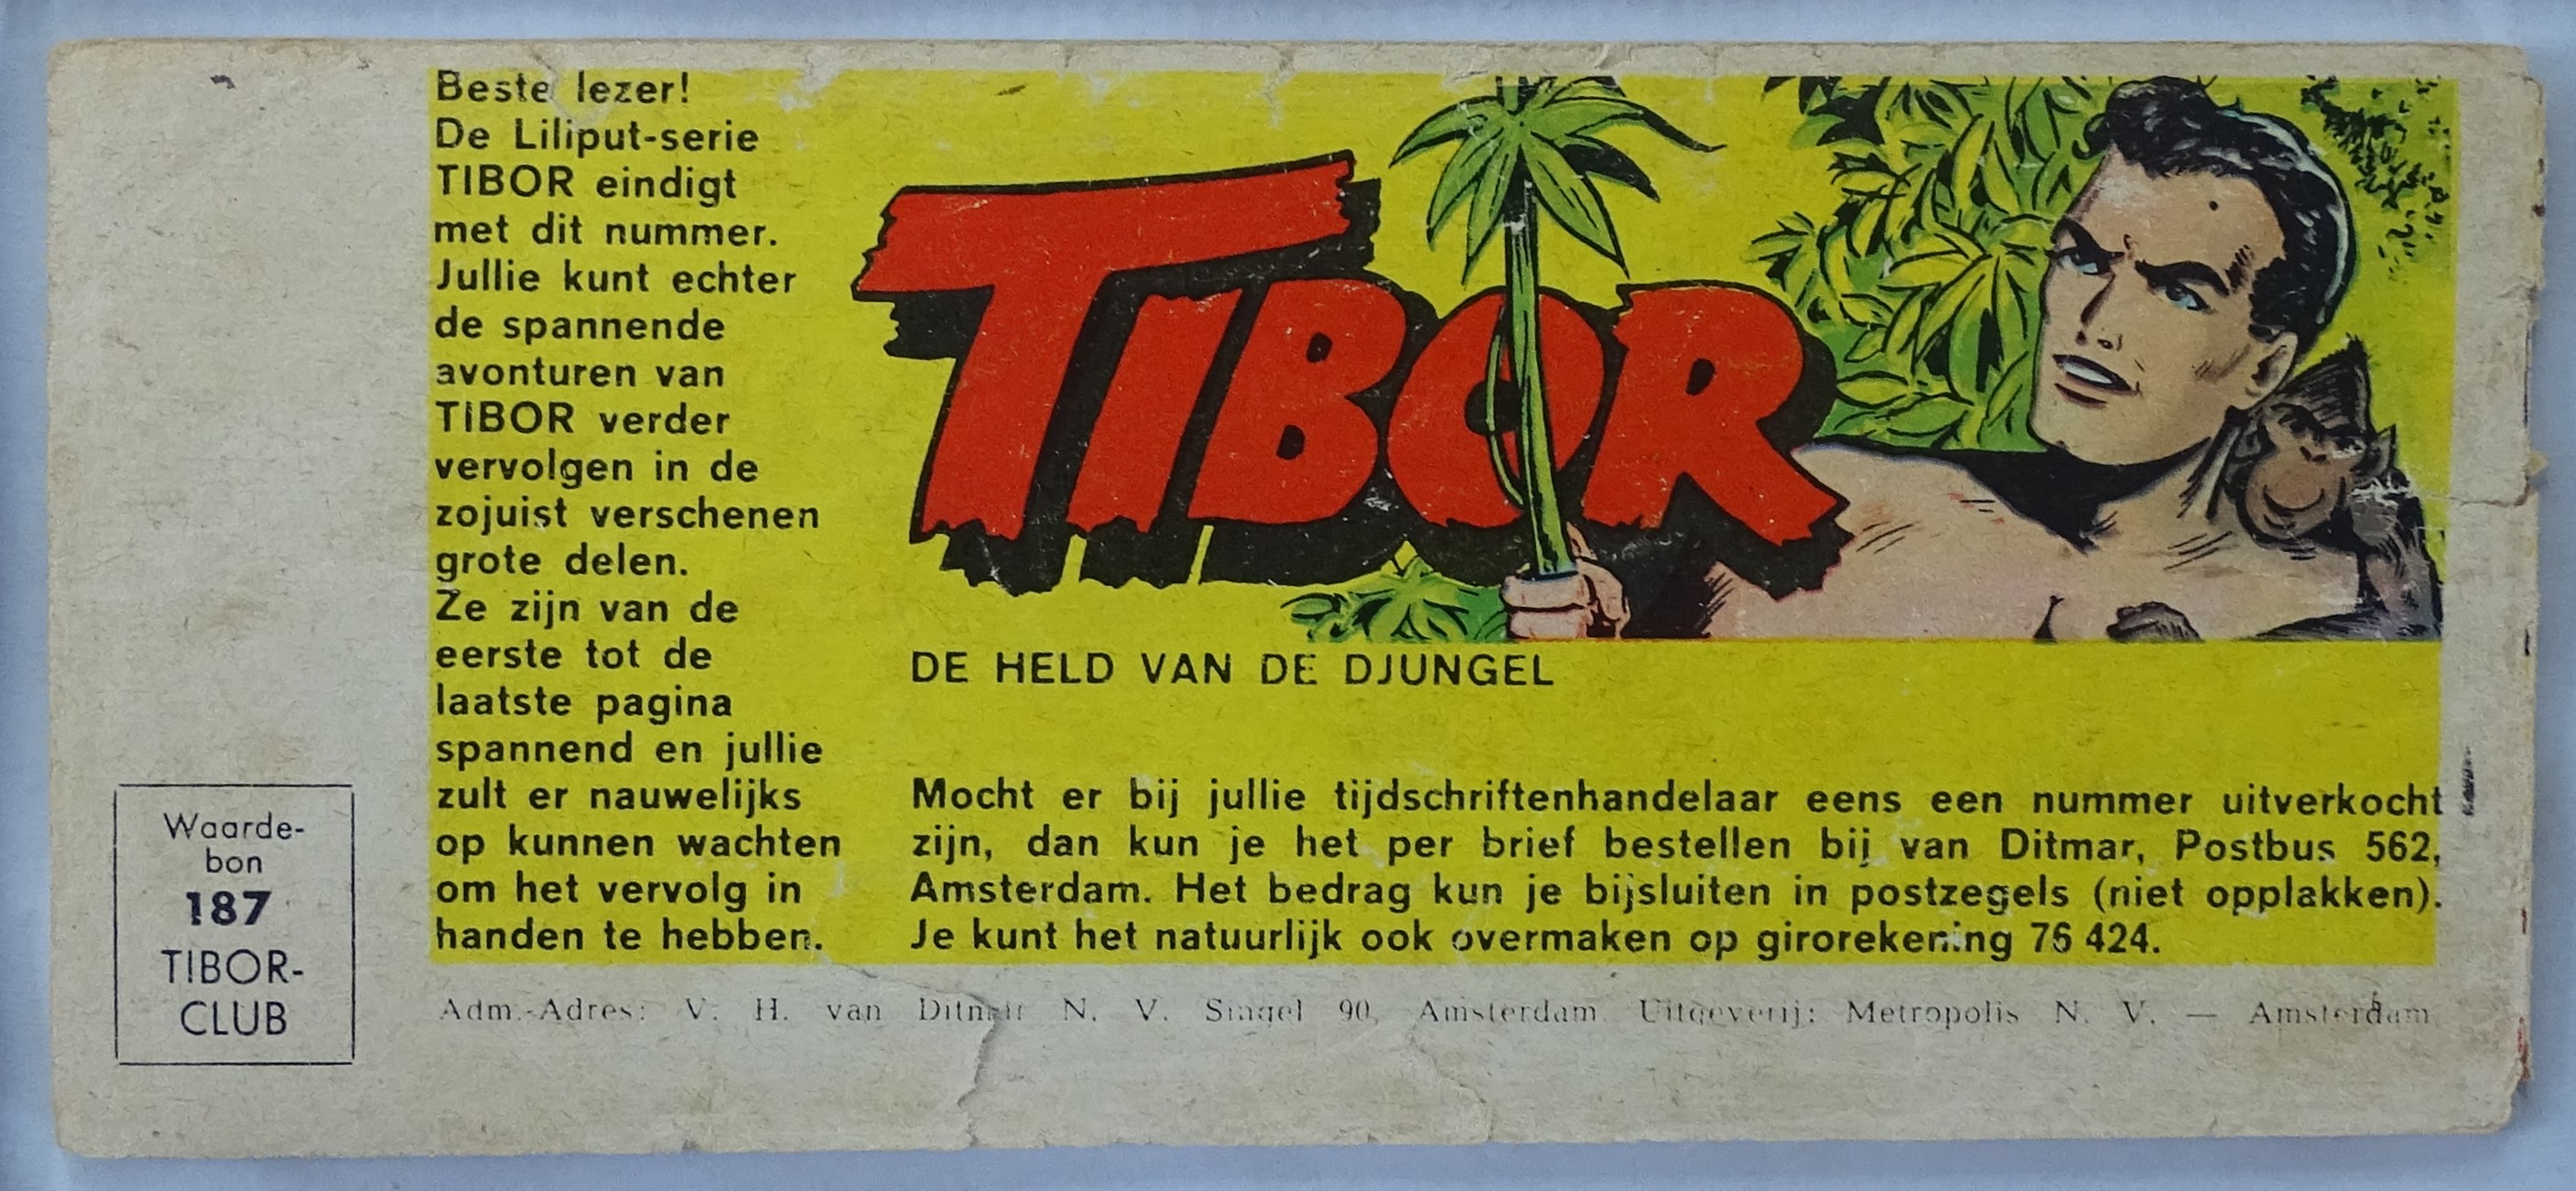 Beste lezer!
De Liliput-serie
TIBOR eindigt
met dit nummer.
Jullie kunt echter
de spannende
avonturen van
TIBOR verder
vervolgen in de
zojuist verschenen
grote delen.
Ze zijn van de
eerste tot de
laatste pagina
spannend en jullie
zult er nauwelijks
op kunnen wachten
om het vervolg in
handen te hebben.
TIBOR
DE HELD VAN DE DJUNGEL
Mocht er bij jullie tijdschriftenhandelaar eens een nummer uitverkocht
zijn, dan kun je het per brief bestellen bij van Ditmar, Postbus 562,
Amsterdam. Het bedrag kun je bijsluiten in postzegels (niet opplakken).
Je kunt het natuurlijk ook overmaken op girorekening 76 424.
Waarde-
bon
187
TIBOR-
CLUB
Adm.-Adres: V. H. van Ditmar N. V. Singel 90, Amsterdam Uitgeverij: Metropolis N. V. — Amsterdam